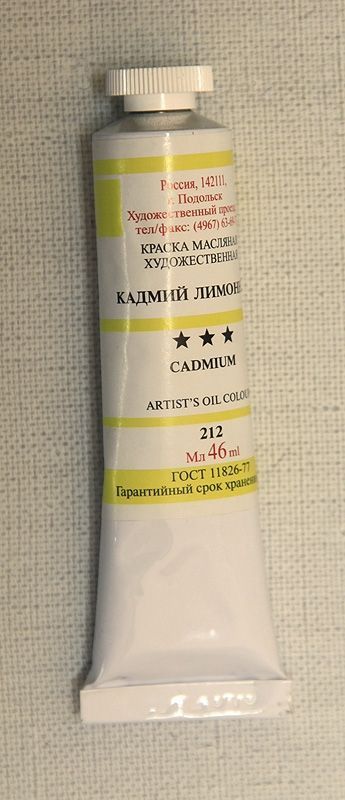 Россия, 142111,
г. Подольск
Художественный
тел/факс: (4967)
КРАСКА МАСЛЯНАЯ
ХУДОЖЕСТВЕННАЯ
КАДМИЙ
★★★
CADMIUM
ARTIST'S OIL COLOUR
212
Мл 46 ml
ГОСТ 11826-77
Гарантийный срок